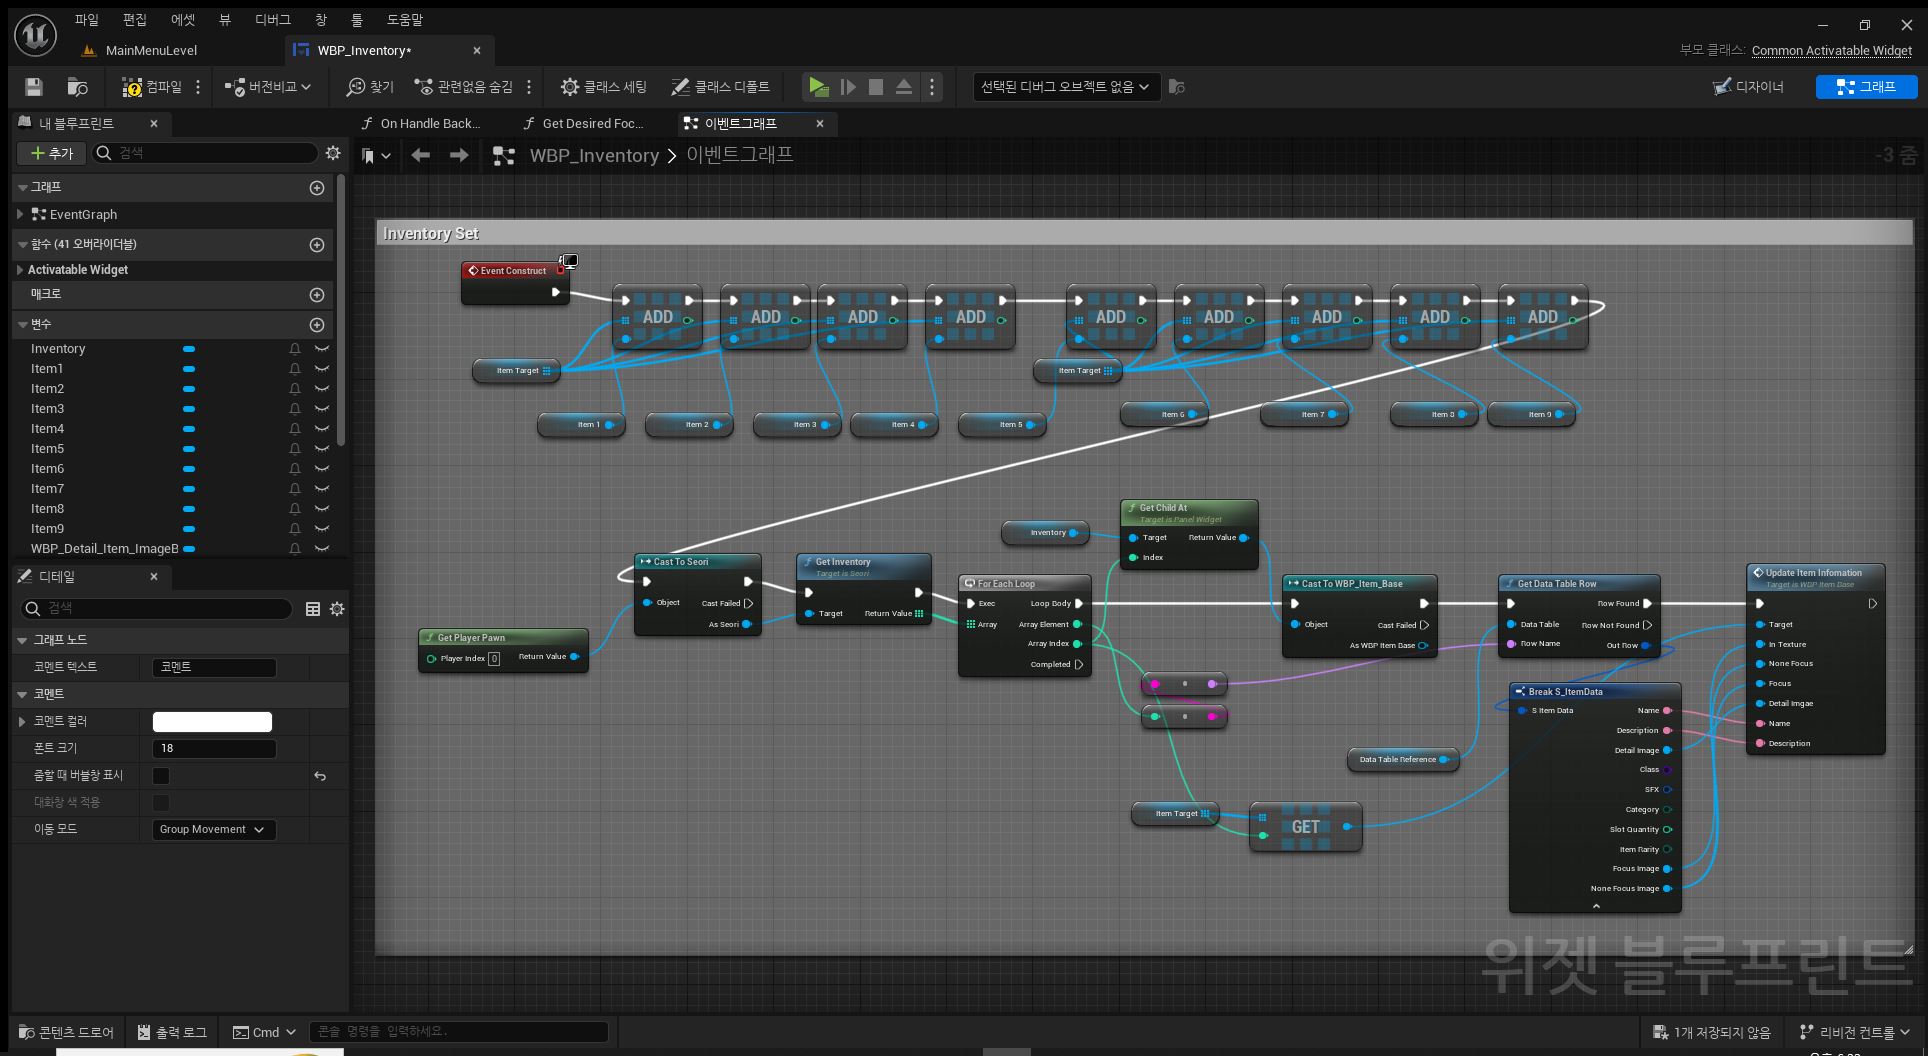 파일 편집 에셋 뷰 디버그 창 툴 도움말
MainMenuLevel WBP_Inventory*
부모 클래스: Common Activatable Widget
컴파일 버전비교 찾기 관련없음 숨김 클래스 세팅 클래스 디폴트 선택된 디버그 오브젝트 없음 디자이너 그래프
내 블루프린트 On Handle Back... Get Desired Foc... 이벤트그래프
추가 검색
WBP_Inventory > 이벤트그래프 -3 줌
그래프
EventGraph
함수 (41 오버라이더블)
Activatable Widget
매크로
변수
Inventory
Item1
Item2
Item3
Item4
Item5
Item6
Item7
Item8
Item9
WBP_Detail_Item_ImageB
디테일
검색
그래프 노드
코멘트 텍스트 코멘트
코멘트
코멘트 컬러
폰트 크기 18
줌할 때 버블창 표시
대화창 색 적용
이동 모드 Group Movement
Inventory Set
Event Construct
ADD ADD ADD ADD ADD ADD ADD ADD ADD
Item Target Item Target
Item 1 Item 2 Item 3 Item 4 Item 5 Item 6 Item 7 Item 8 Item 9
Get Player Pawn
Player Index 0 Return Value
Cast To Seori
Object Cast Failed
As Seori
Get Inventory
Target is Seori
Target Return Value
For Each Loop
Exec Loop Body
Array Array Element
Array Index
Completed
Inventory
Get Child At
Target is Panel Widget
Target Return Value
Index
Cast To WBP_Item_Base
Object Cast Failed
As WBP Item Base
Get Data Table Row
Row Found
Data Table Row Not Found
Row Name Out Row
Data Table Reference
Item Target
GET
Break S_ItemData
S Item Data Name
Description
Detail Image
Class
SFX
Category
Slot Quantity
Item Rarity
Focus Image
None Focus Image
Update Item Infomation
Target is WBP Item Base
Target
In Texture
None Focus
Focus
Detail Imgae
Name
Description
위젯 블루프린트
콘텐츠 드로어 출력 로그 Cmd 콘솔 명령을 입력하세요. 1개 저장되지 않음 리비전 컨트롤